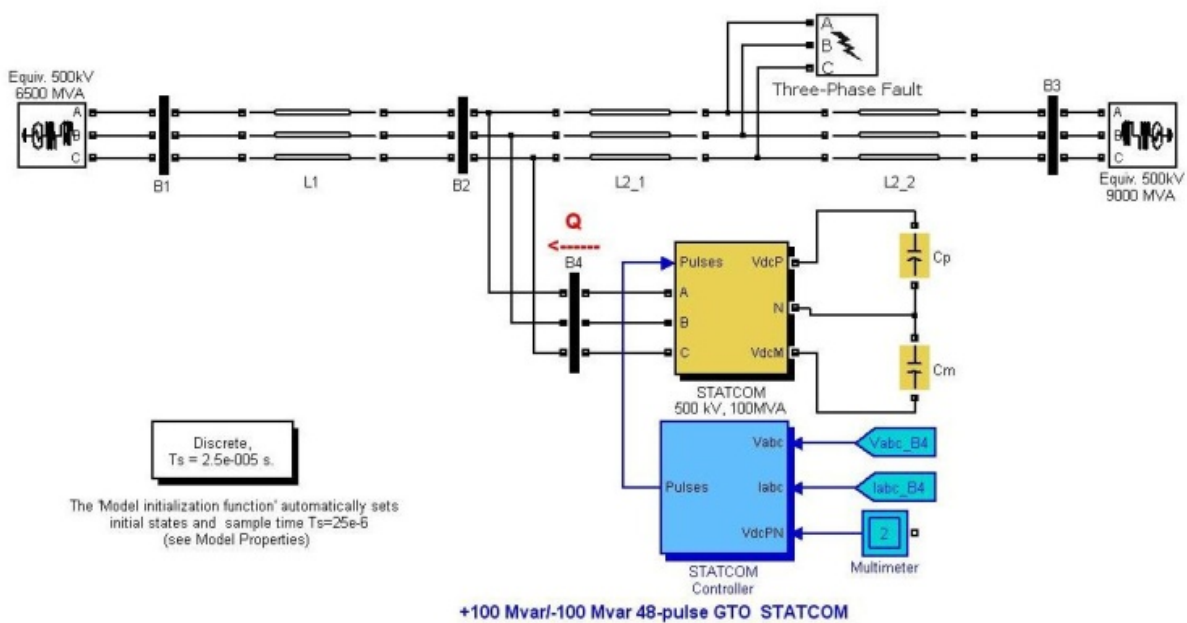 A
B
C
Three-Phase Fault
Equiv. 500kV
6500 MVA
A
B
C
B1
L1
B2
L2_1
L2_2
B3
A
B
C
Equiv. 500kV
9000 MVA
Q
B4
Pulses
A
B
C
VdcP
N
VdcM
Cp
Cm
STATCOM
500 kV, 100MVA
Discrete,
Ts = 2.5e-005 s.
The 'Model initialization function' automatically sets
initial states and sample time Ts=25e-6
(see Model Properties)
Pulses
Vabc
Iabc
VdcPN
Vabc_B4
Iabc_B4
2
Multimeter
STATCOM
Controller
+100 Mvar/-100 Mvar 48-pulse GTO STATCOM